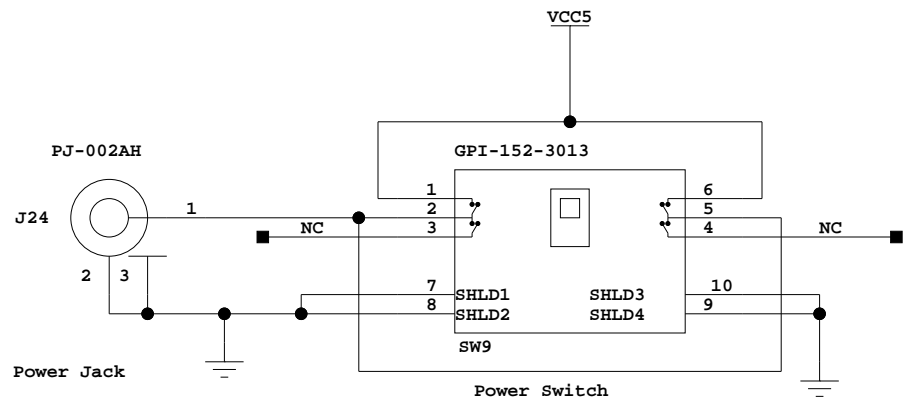 VCC5
PJ-002AH
GPI-152-3013
1
6
J24
1
2
5
NC
3
4
NC
2
3
7
SHLD1
SHLD3
10
8
SHLD2
SHLD4
9
SW9
Power Jack
Power Switch